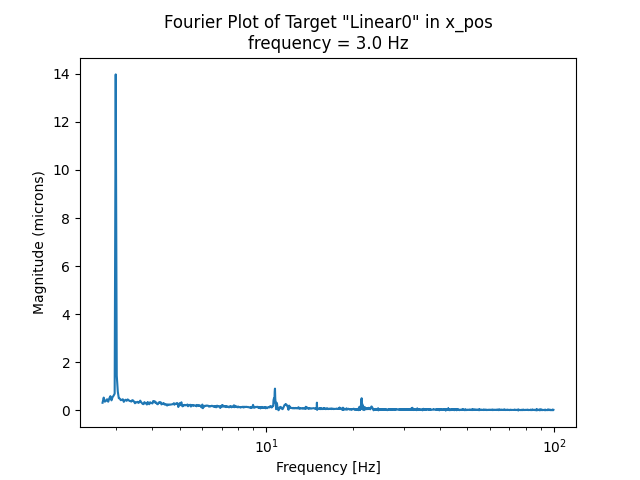 Fourier Plot of Target "Linear0" in x_pos
frequency = 3.0 Hz
14
12
10
8
6
4
2
0
Magnitude (microns)
10¹
10²
Frequency [Hz]